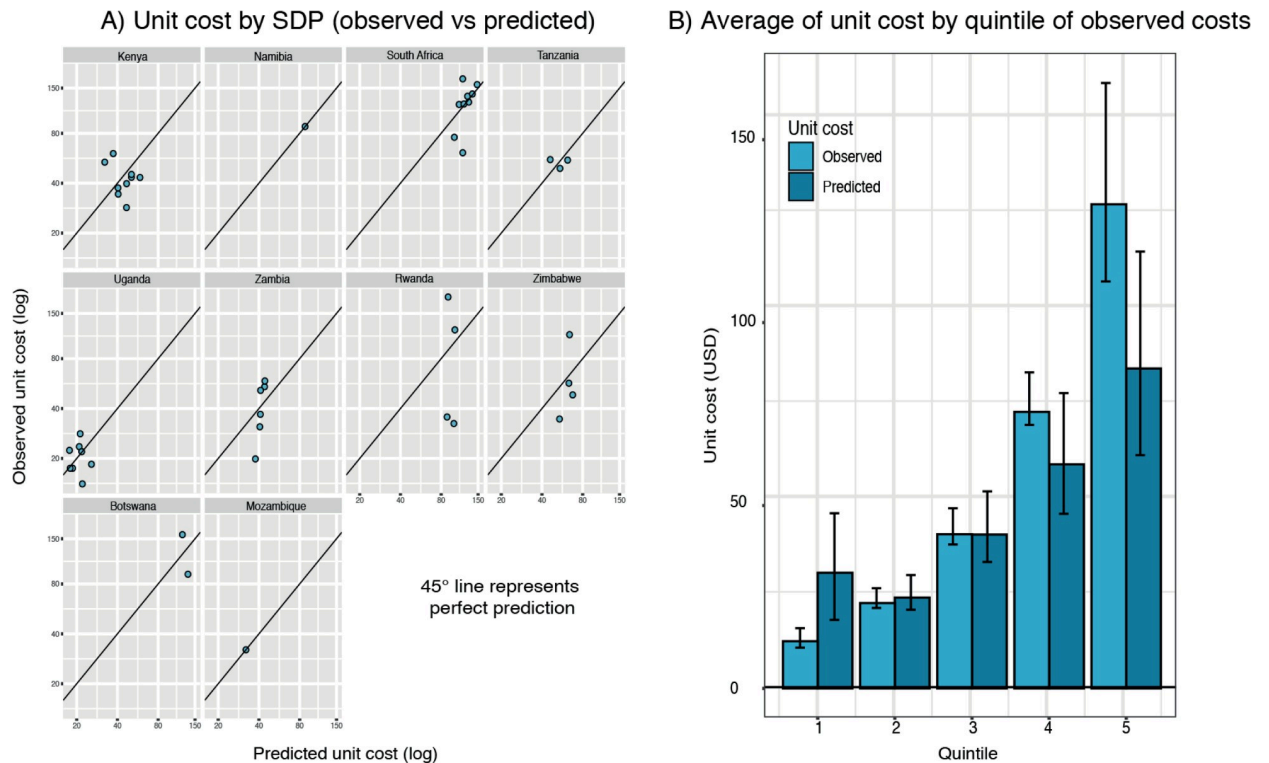 A) Unit cost by SDP (observed vs predicted)
B) Average of unit cost by quintile of observed costs
Kenya
Namibia
South Africa
Tanzania
150
80
40
20
Uganda
Zambia
Rwanda
Zimbabwe
150
80
40
20
20 40 80 150
20 40 80 150
Botswana
Mozambique
150
80
40
20
20 40 80 150
20 40 80 150
45° line represents
perfect prediction
Observed unit cost (log)
Predicted unit cost (log)
Unit cost
Observed
Predicted
150
100
50
0
Unit cost (USD)
1 2 3 4 5
Quintile